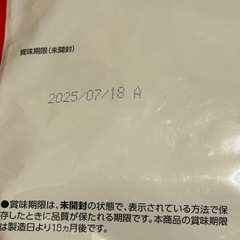 賞味期限(未開封)
2025/07/18 A
●賞味期限は、未開封の状態で、表示されている方法で保
存したときに品質が保たれる期限です。本商品の賞味期限
は製造日より18ヵ月後です。